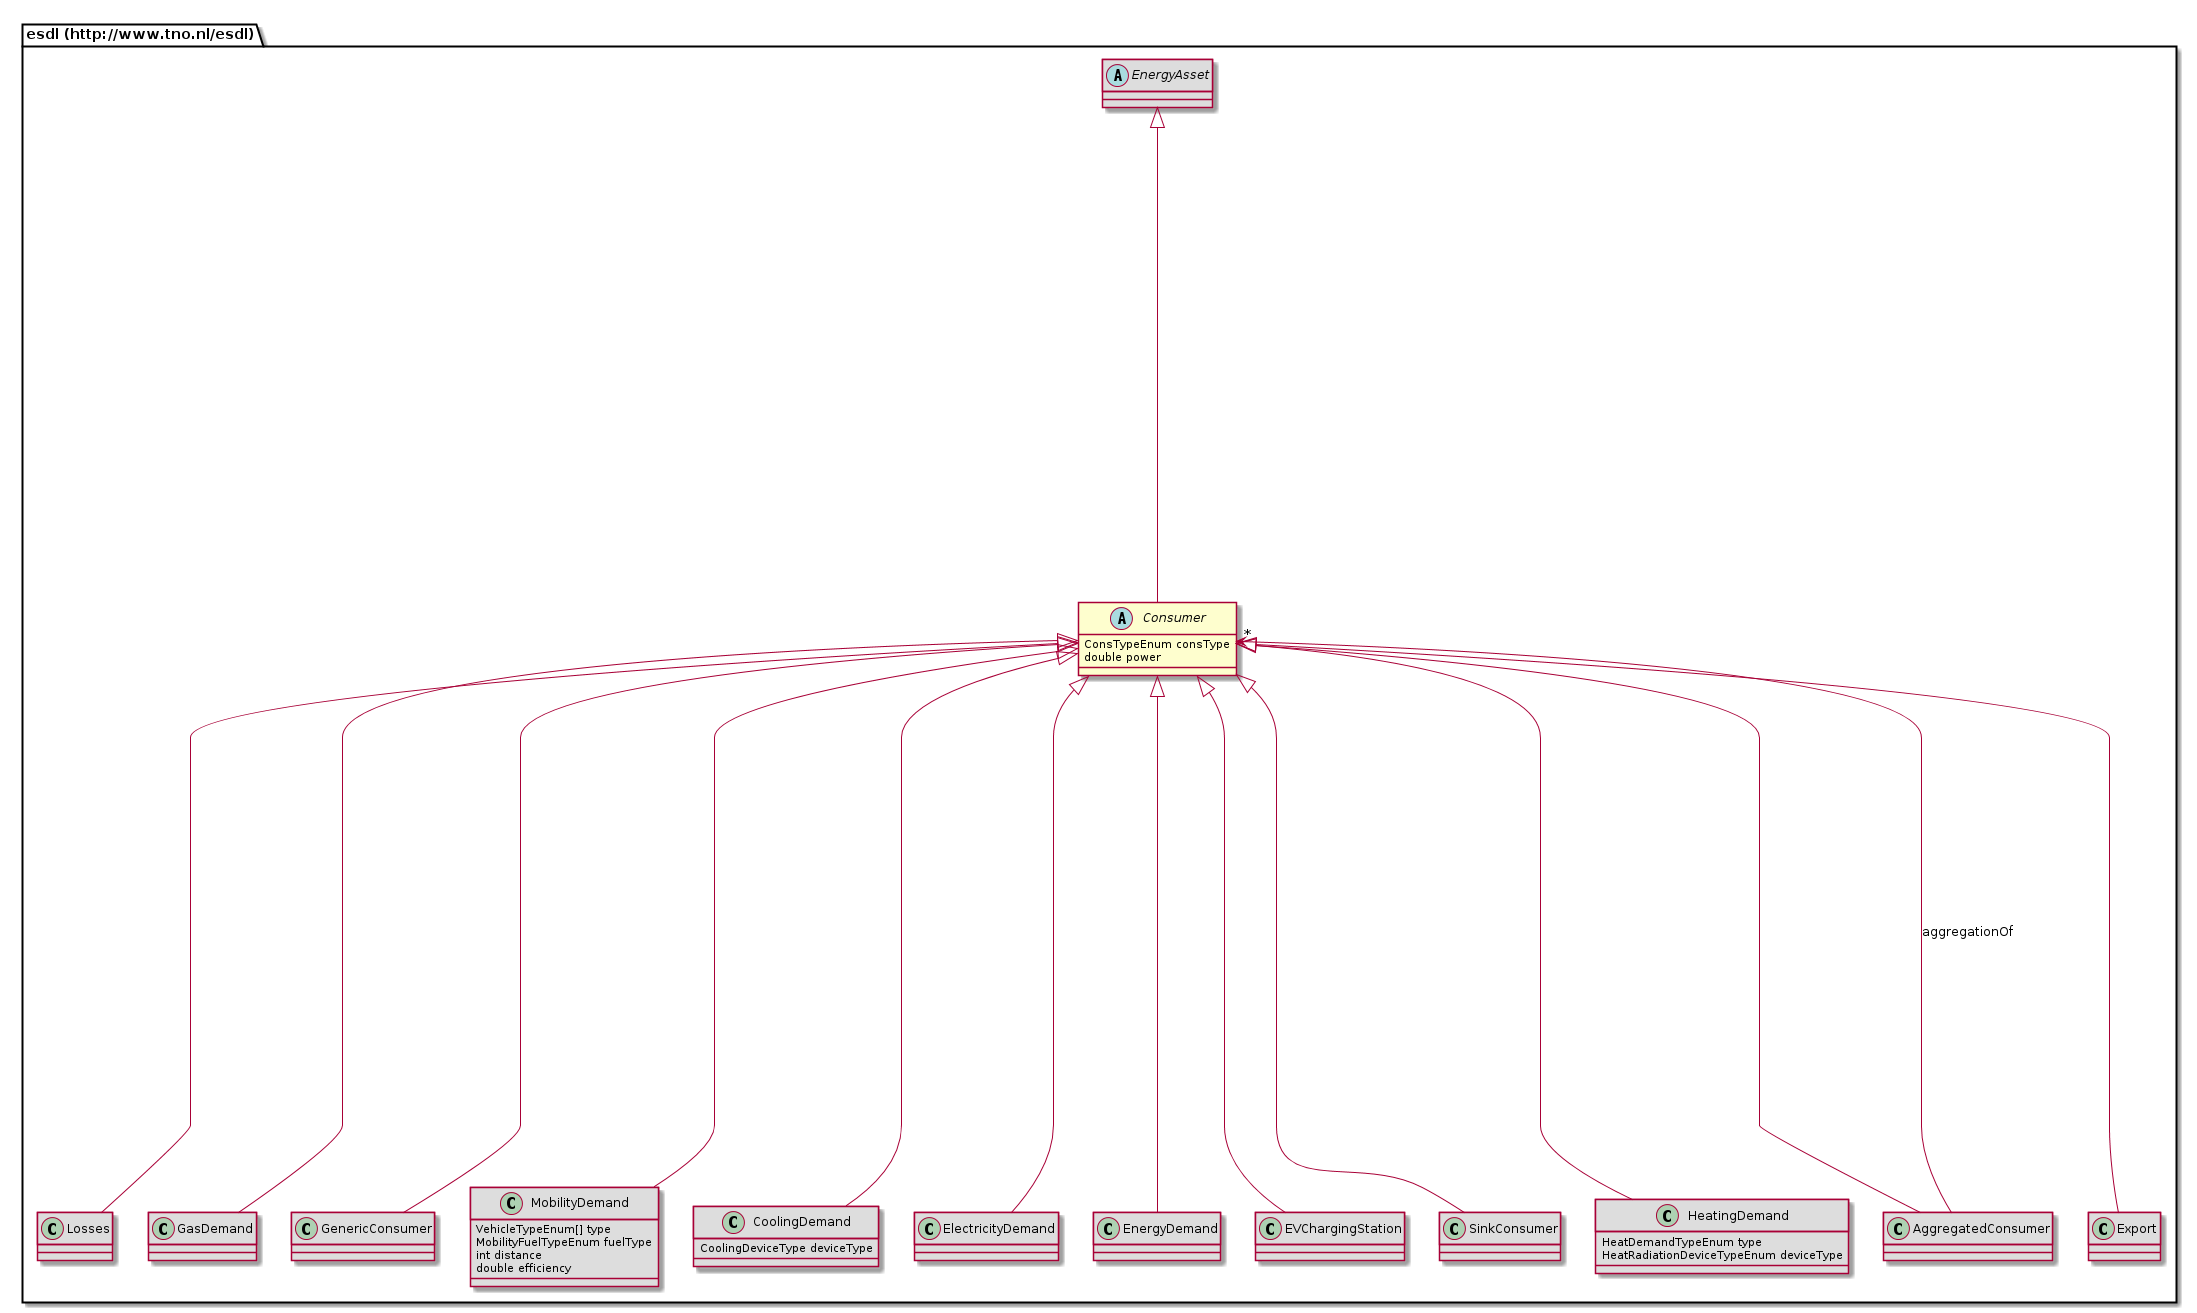 esdl (http://www.tno.nl/esdl)
A EnergyAsset
A Consumer
ConsTypeEnum consType
double power
*
aggregationOf
C Losses
C GasDemand
C GenericConsumer
C MobilityDemand
VehicleTypeEnum[] type
MobilityFuelTypeEnum fuelType
int distance
double efficiency
C CoolingDemand
CoolingDeviceType deviceType
C ElectricityDemand
C EnergyDemand
C EVChargingStation
C SinkConsumer
C HeatingDemand
HeatDemandTypeEnum type
HeatRadiationDeviceTypeEnum deviceType
C AggregatedConsumer
C Export